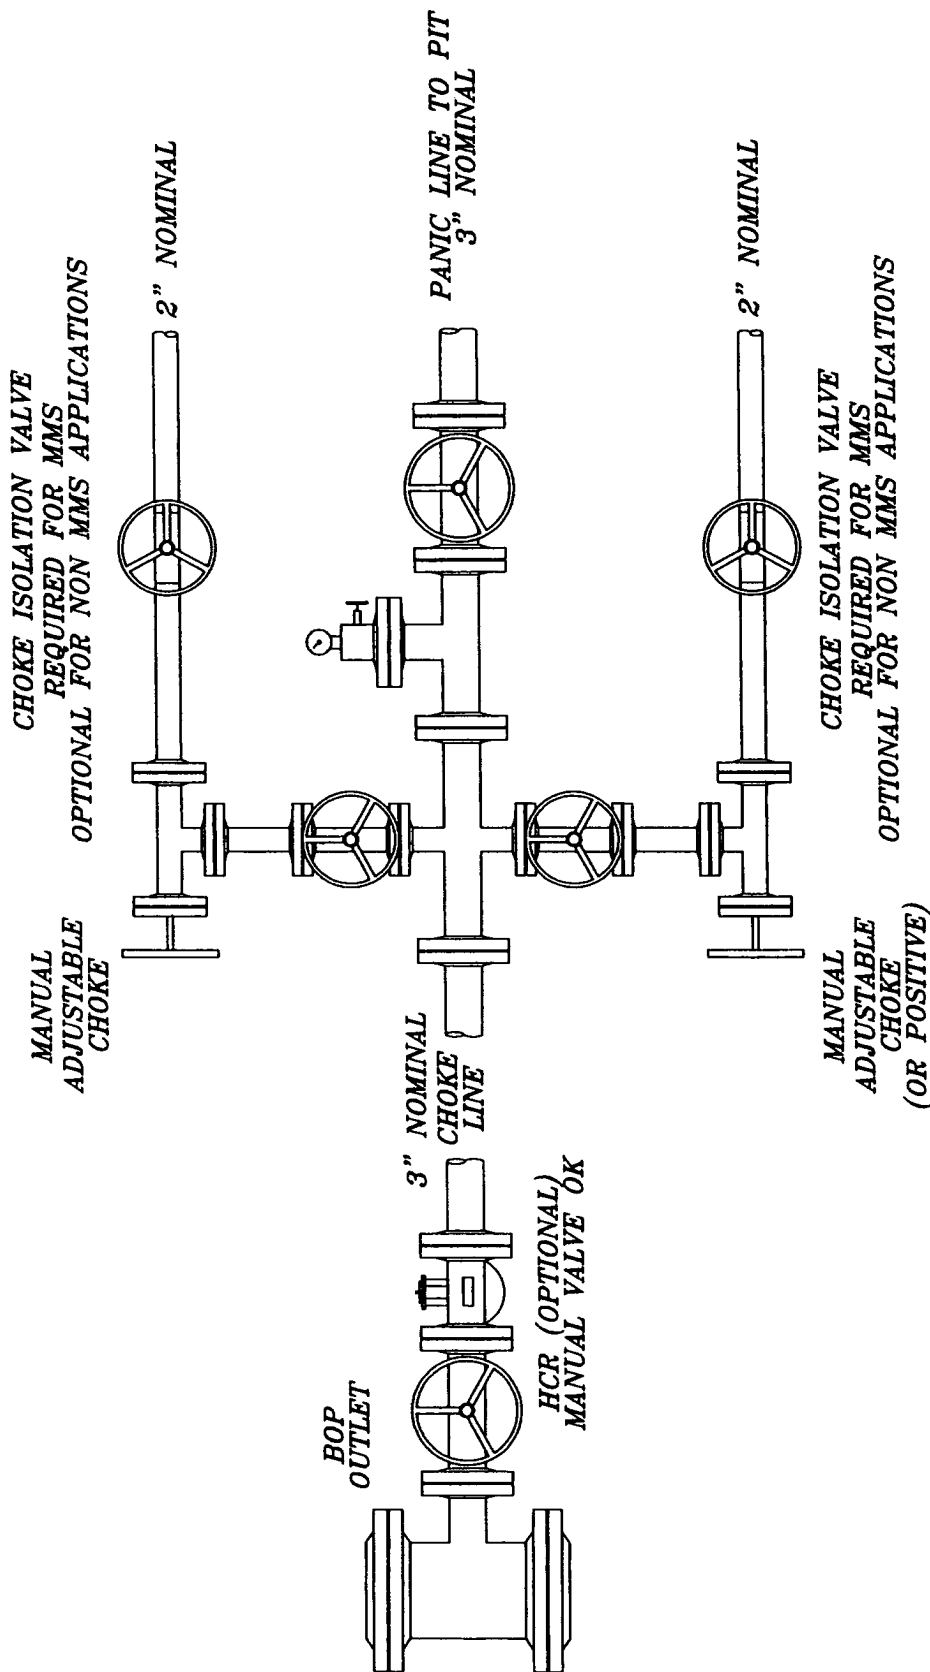 BOP
OUTLET
HCR (OPTIONAL)
MANUAL VALVE OK
3" NOMINAL
CHOKE
LINE
MANUAL
ADJUSTABLE
CHOKE
CHOKE ISOLATION VALVE
REQUIRED FOR MMS
OPTIONAL FOR NON MMS APPLICATIONS
2" NOMINAL
PANIC LINE TO PIT
3" NOMINAL
2" NOMINAL
MANUAL
ADJUSTABLE
CHOKE
(OR POSITIVE)
CHOKE ISOLATION VALVE
REQUIRED FOR MMS
OPTIONAL FOR NON MMS APPLICATIONS